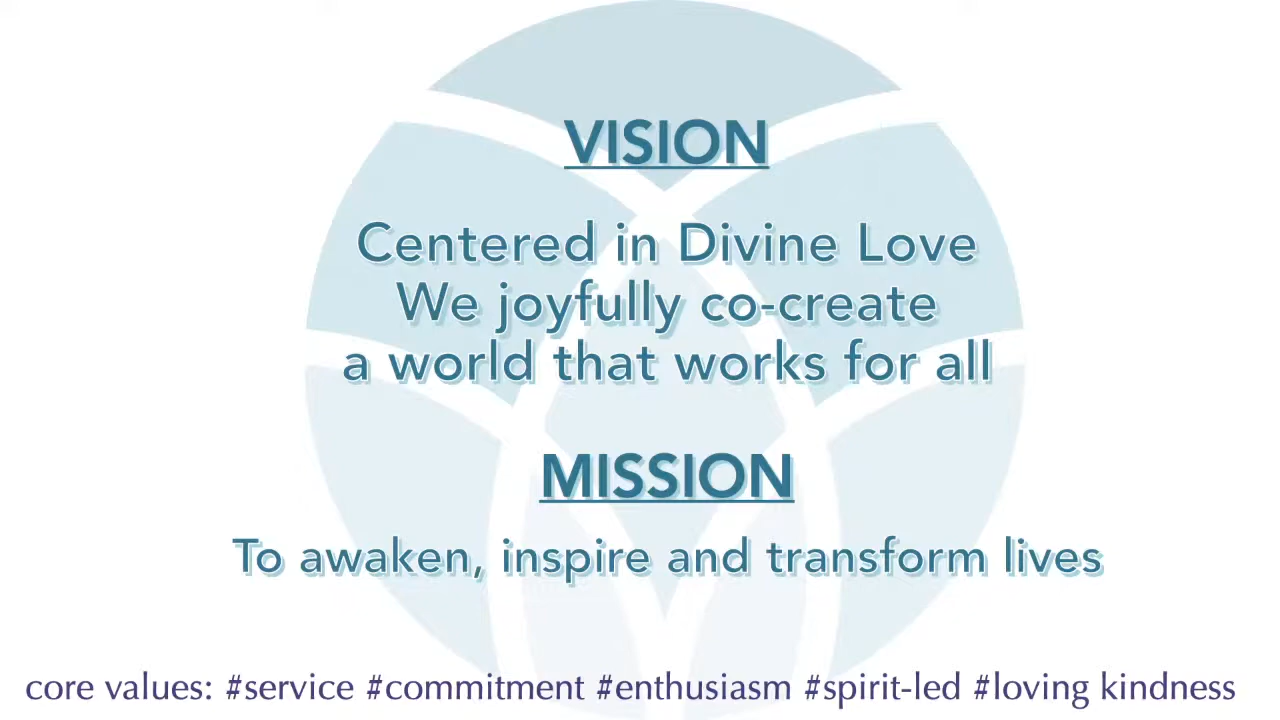 VISION
Centered in Divine Love
We joyfully co-create
a world that works for all
MISSION
To awaken, inspire and transform lives
core values: #service #commitment #enthusiasm #spirit-led #loving kindness